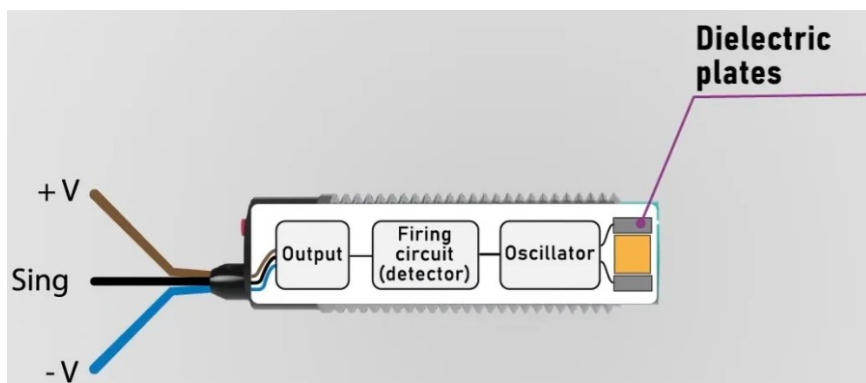 Dielectric
plates
+ V
Sing
- V
Output
Firing
circuit
(detector)
Oscillator